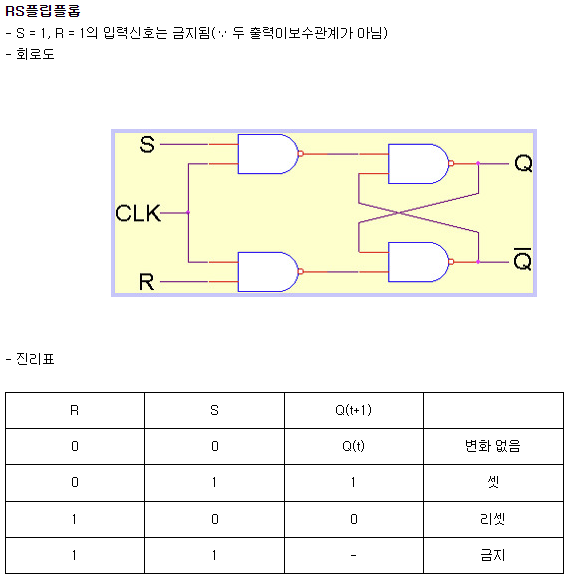 RS플립플롭
- S = 1, R = 1의 입력신호는 금지됨(∵ 두 출력이보수관계가 아님)
- 회로도
S
Q
CLK
Q̅
R
- 진리표
R S Q(t+1)
0 0 Q(t) 변화 없음
0 1 1 셋
1 0 0 리셋
1 1 - 금지